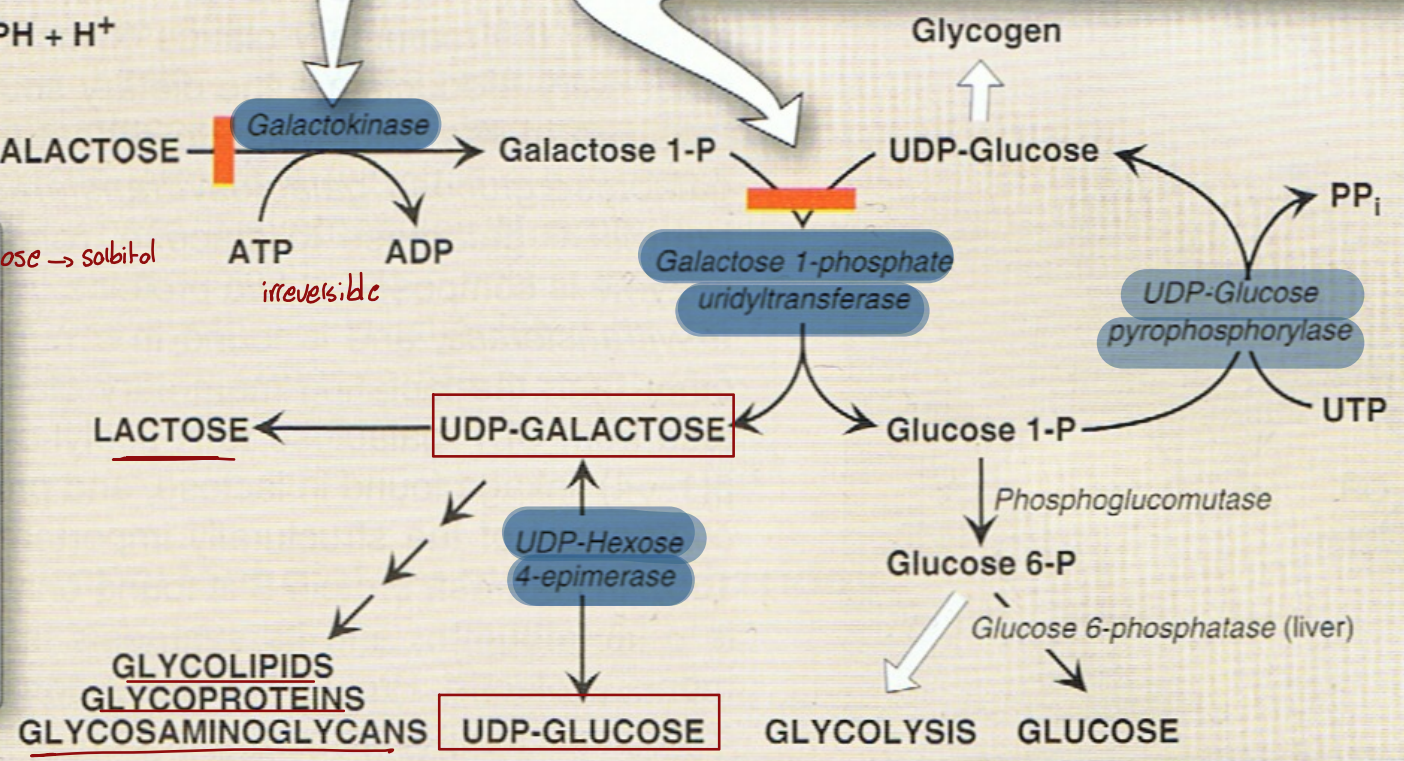 PH + H⁺
Glycogen
Galactokinase
ALACTOSE
Galactose 1-P
UDP-Glucose
PPᵢ
ATP
ADP
ose → solbitol
irreversible
Galactose 1-phosphate
uridyltransferase
UDP-Glucose
pyrophosphorylase
UTP
LACTOSE
UDP-GALACTOSE
Glucose 1-P
Phosphoglucomutase
UDP-Hexose
4-epimerase
Glucose 6-P
Glucose 6-phosphatase (liver)
GLYCOLIPIDS
GLYCOPROTEINS
GLYCOSAMINOGLYCANS
UDP-GLUCOSE
GLYCOLYSIS
GLUCOSE